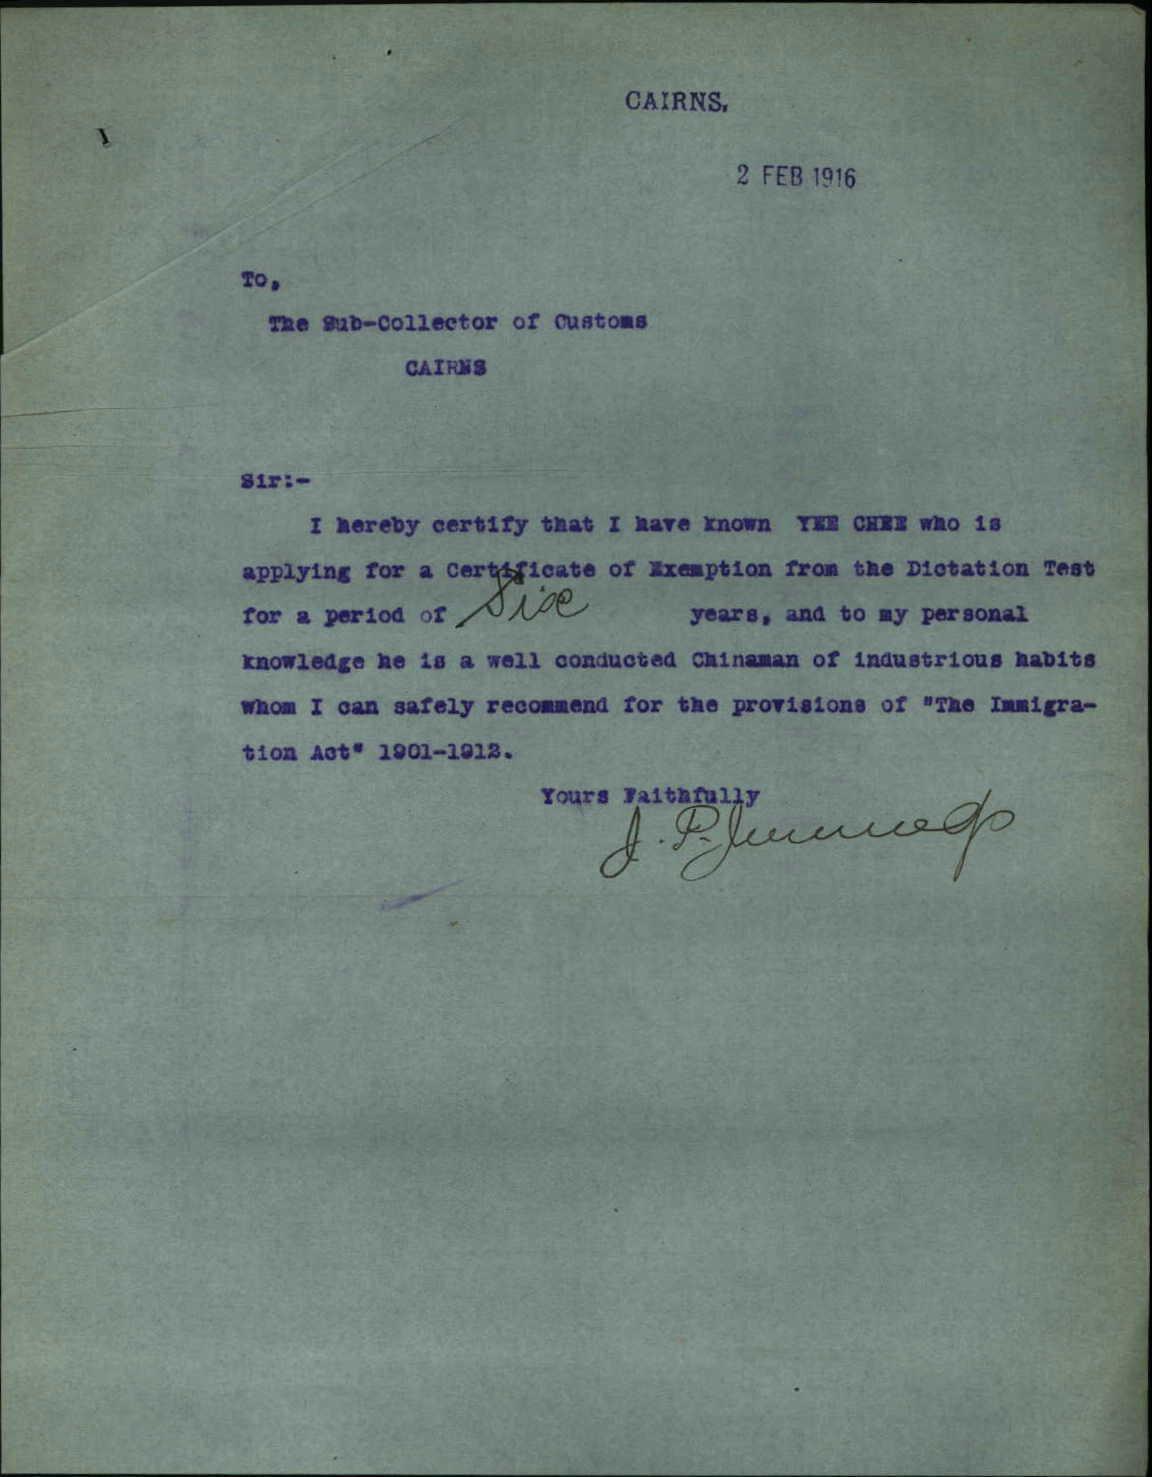 CAIRNS,
2 FEB 1916
To,
The Sub-Collector of Customs
CAIRNS
Sir:-
I hereby certify that I have known YEE CHEE who is
applying for a Certificate of Exemption from the Dictation Test
for a period of Six years, and to my personal
knowledge he is a well conducted Chinaman of industrious habits
whom I can safely recommend for the provisions of "The Immigra-
tion Act" 1901-1912.
Yours Faithfully
J. P.